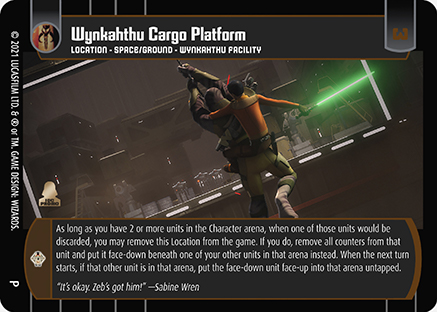 Wynkahthu Cargo Platform
LOCATION - SPACE/GROUND - WYNKAHTHU FACILITY
© 2021 LUCASFILM LTD. & ® or TM. GAME DESIGN: WIZARDS.
As long as you have 2 or more units in the Character arena, when one of those units would be
discarded, you may remove this Location from the game. If you do, remove all counters from that
unit and put it face-down beneath one of your other units in that arena instead. When the next turn
starts, if that other unit is in that arena, put the face-down unit face-up into that arena untapped.
"It's okay. Zeb's got him!" —Sabine Wren
P